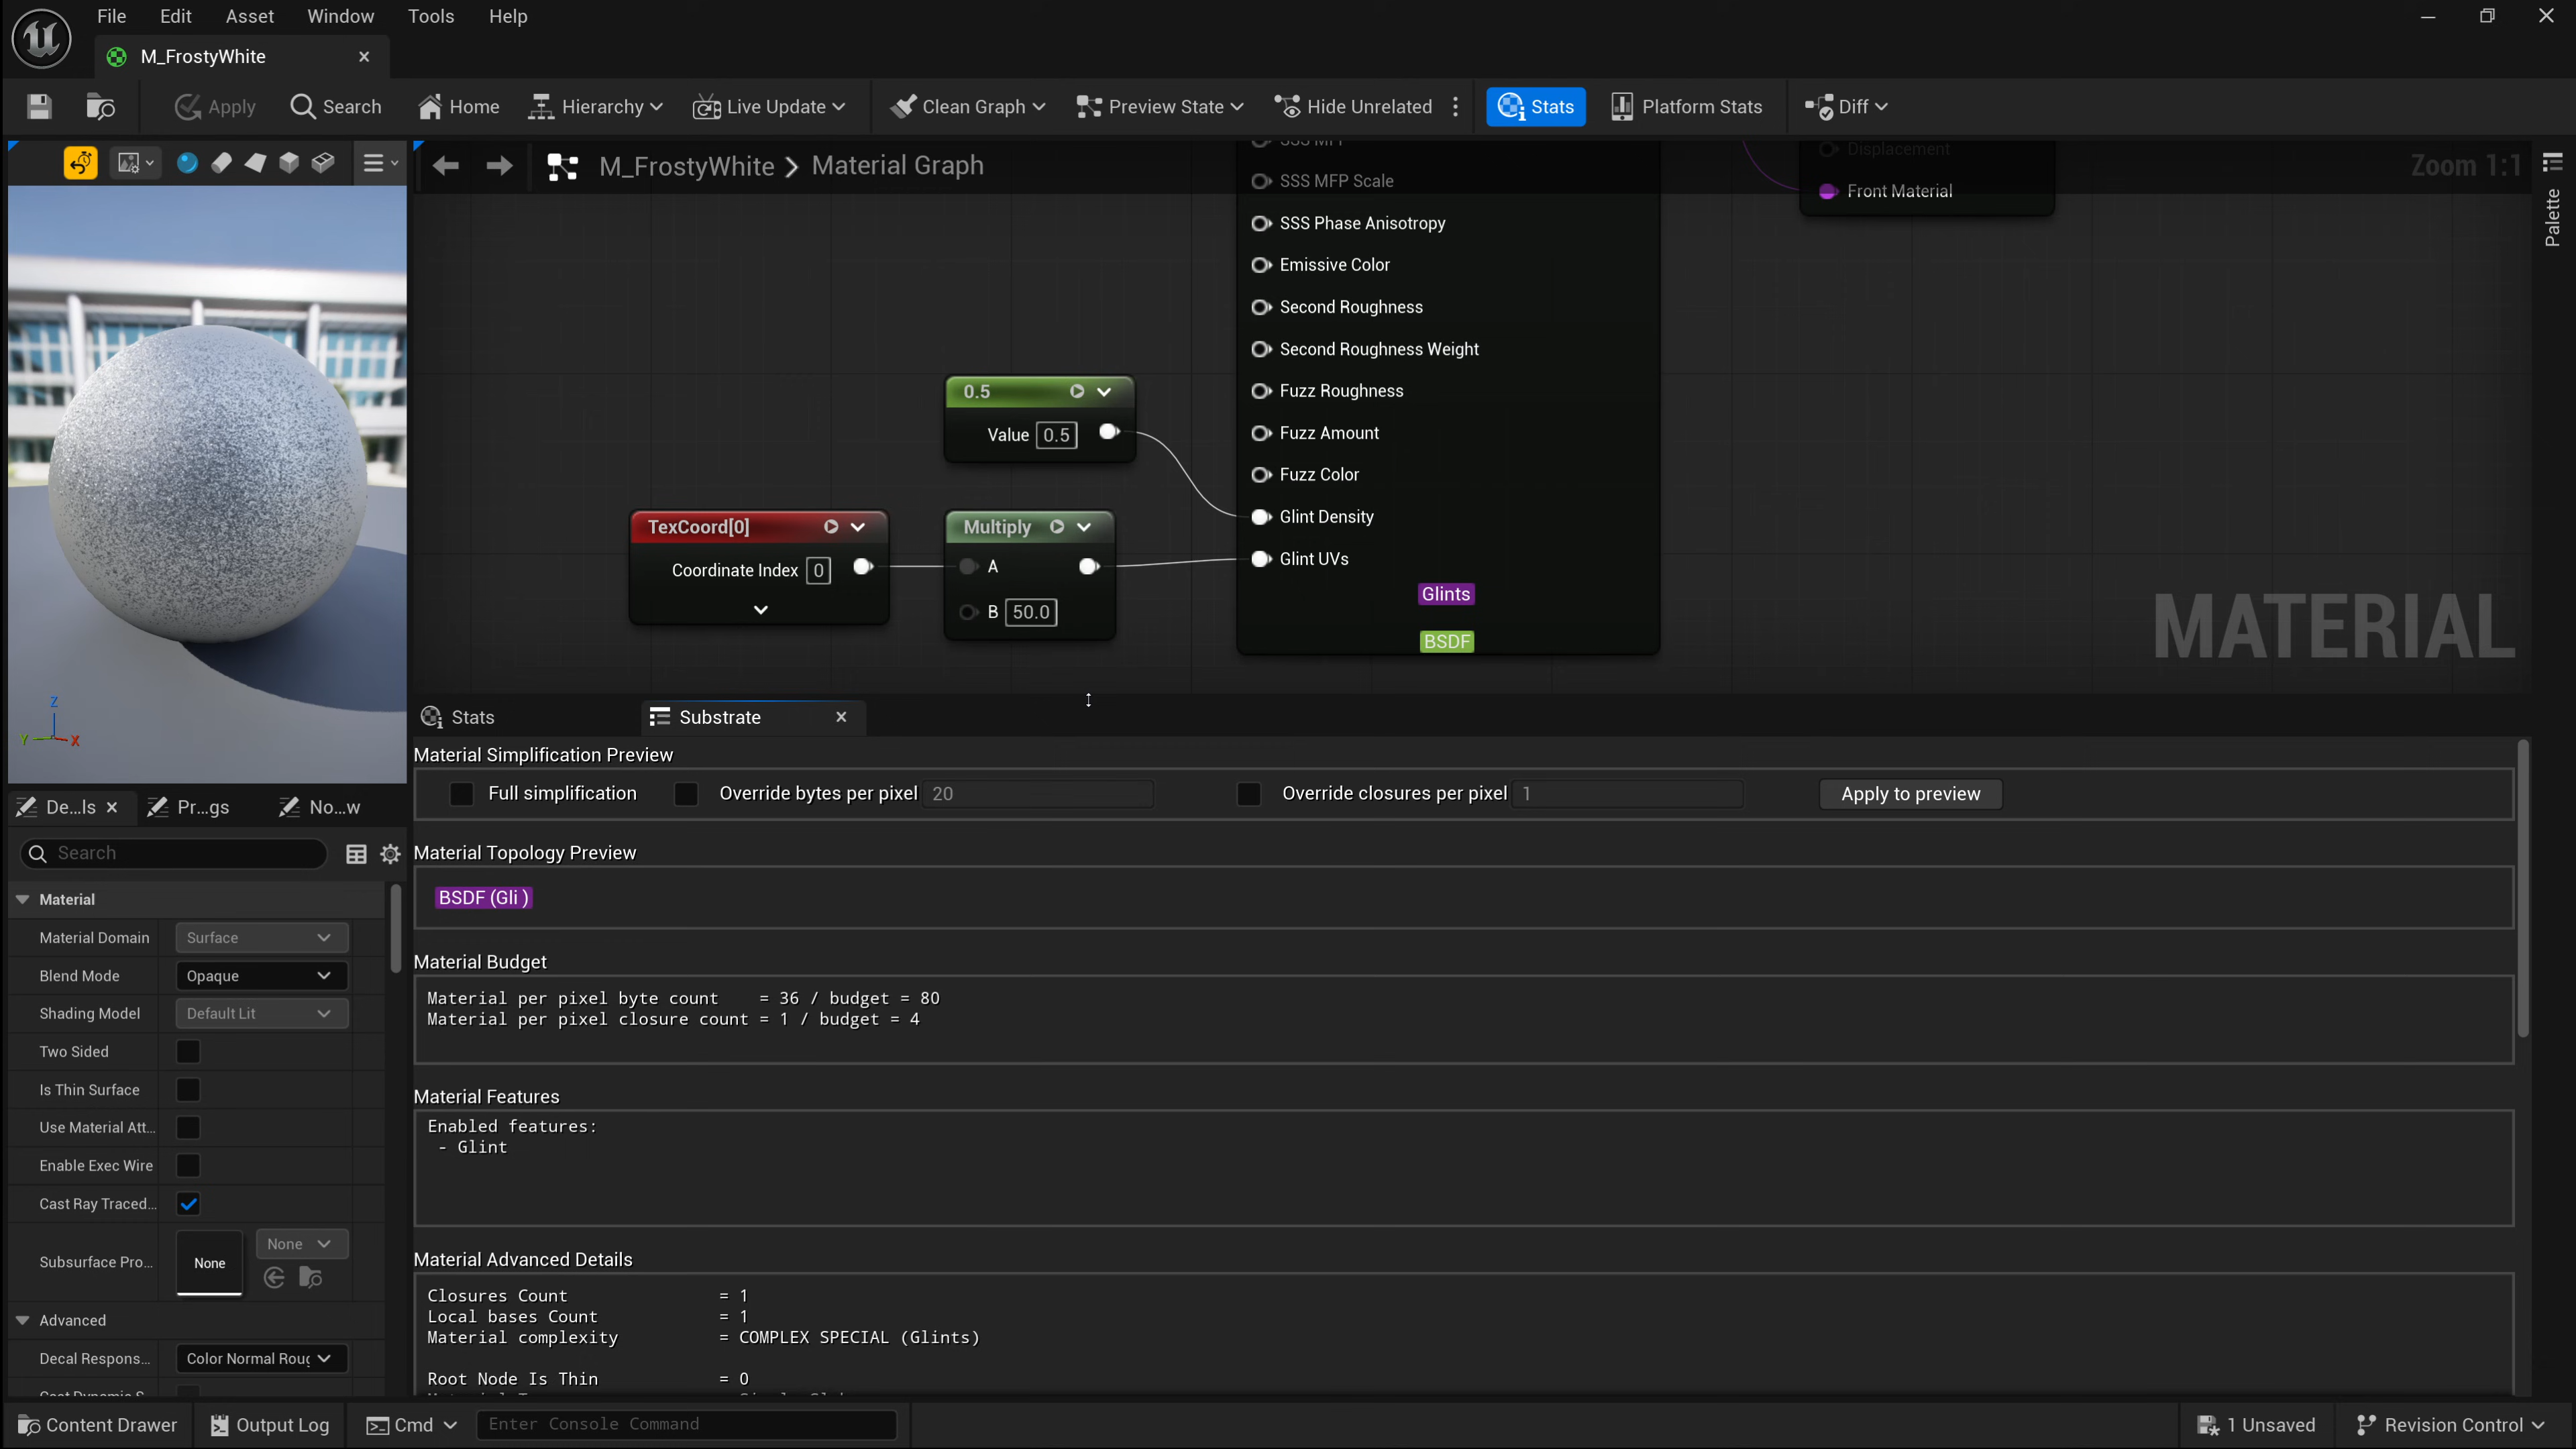 File Edit Asset Window Tools Help
M_FrostyWhite
Apply Search Home Hierarchy Live Update Clean Graph Preview State Hide Unrelated Stats Platform Stats Diff
M_FrostyWhite > Material Graph
Zoom 1:1
Palette
SSS MFP
SSS MFP Scale
SSS Phase Anisotropy
Emissive Color
Second Roughness
Second Roughness Weight
Fuzz Roughness
Fuzz Amount
Fuzz Color
Glint Density
Glint UVs
Glints
BSDF
Displacement
Front Material
0.5
Value 0.5
TexCoord[0]
Coordinate Index 0
Multiply
A
B 50.0
MATERIAL
Z
Y X
Stats Substrate
Material Simplification Preview
Full simplification Override bytes per pixel 20 Override closures per pixel 1 Apply to preview
Material Topology Preview
BSDF (Gli )
Material Budget
Material per pixel byte count = 36 / budget = 80
Material per pixel closure count = 1 / budget = 4
Material Features
Enabled features:
- Glint
Material Advanced Details
Closures Count = 1
Local bases Count = 1
Material complexity = COMPLEX SPECIAL (Glints)
Root Node Is Thin = 0
De...ls Pr...gs No...w
Search
Material
Material Domain Surface
Blend Mode Opaque
Shading Model Default Lit
Two Sided
Is Thin Surface
Use Material Att...
Enable Exec Wire
Cast Ray Traced...
Subsurface Pro... None None
Advanced
Decal Respons... Color Normal Roug
Content Drawer Output Log Cmd Enter Console Command 1 Unsaved Revision Control